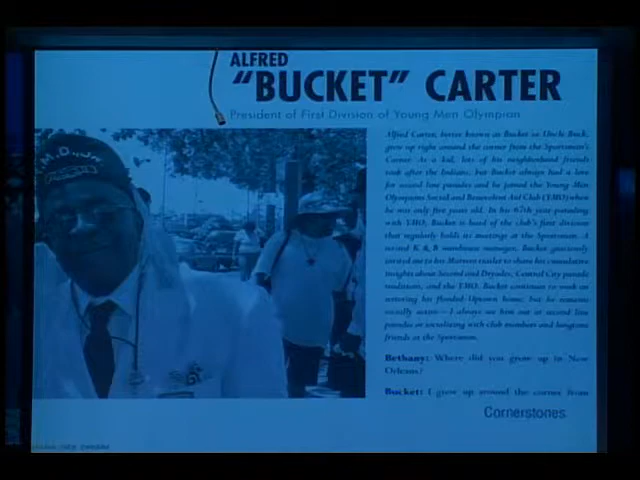 ALFRED
"BUCKET" CARTER
President of First Division of Young Men Olympian
Alfred Carter, better known as Bucket or Uncle Buck,
grew up right around the corner from the Sportsman's
Corner. As a kid, lots of his neighborhood friends
took after the Indians, but Bucket always had a love
for second line parades and he joined the Young Men
Olympians Social and Benevolent Aid Club (YMO) when
he was only five years old. In his 67th year parading
with YMO, Bucket is head of the club's first division
that regularly holds its meetings at the Sportsman. A
retired K & B warehouse manager, Bucket graciously
invited me to his trailer to share his cumulative
insights about Second and Dryades, Central City parade
traditions, and the YMO. Bucket continues to work on
restoring his flooded Uptown home, but he remains
socially active—I always see him out at second line
parades or socializing with club members and longtime
friends at the Sportsman.
Bethany: Where did you grow up in New
Orleans?
Bucket: I grew up around the corner from
Cornerstones